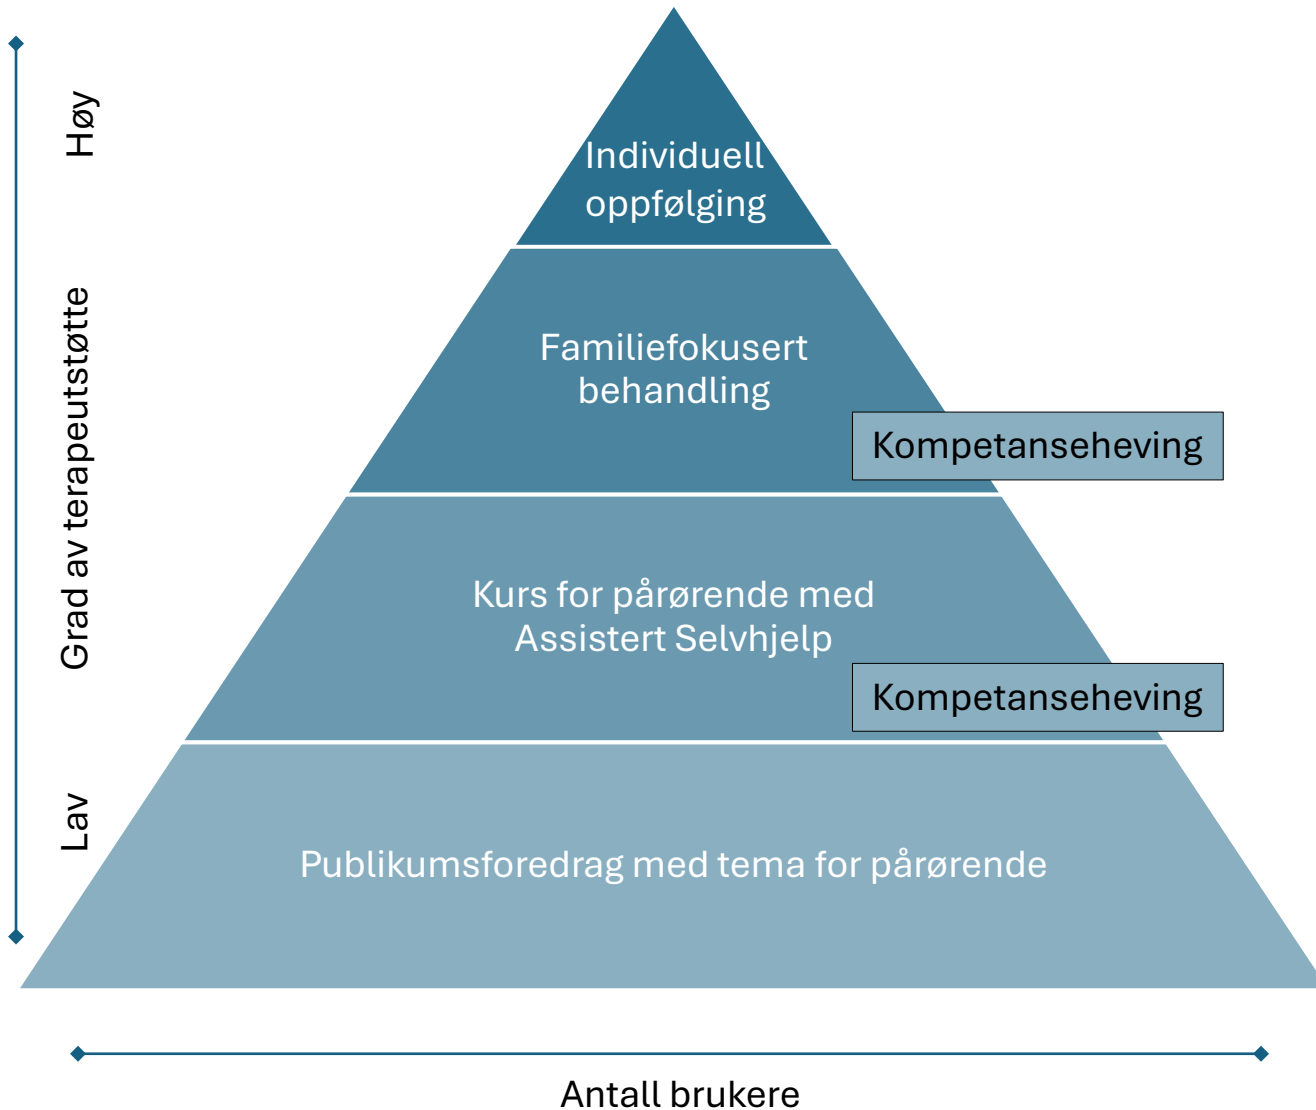 Høy
Grad av terapeutstøtte
Lav
Individuell
oppfølging
Familiefokusert
behandling
Kompetanseheving
Kurs for pårørende med
Assistert Selvhjelp
Kompetanseheving
Publikumsforedrag med tema for pårørende
Antall brukere